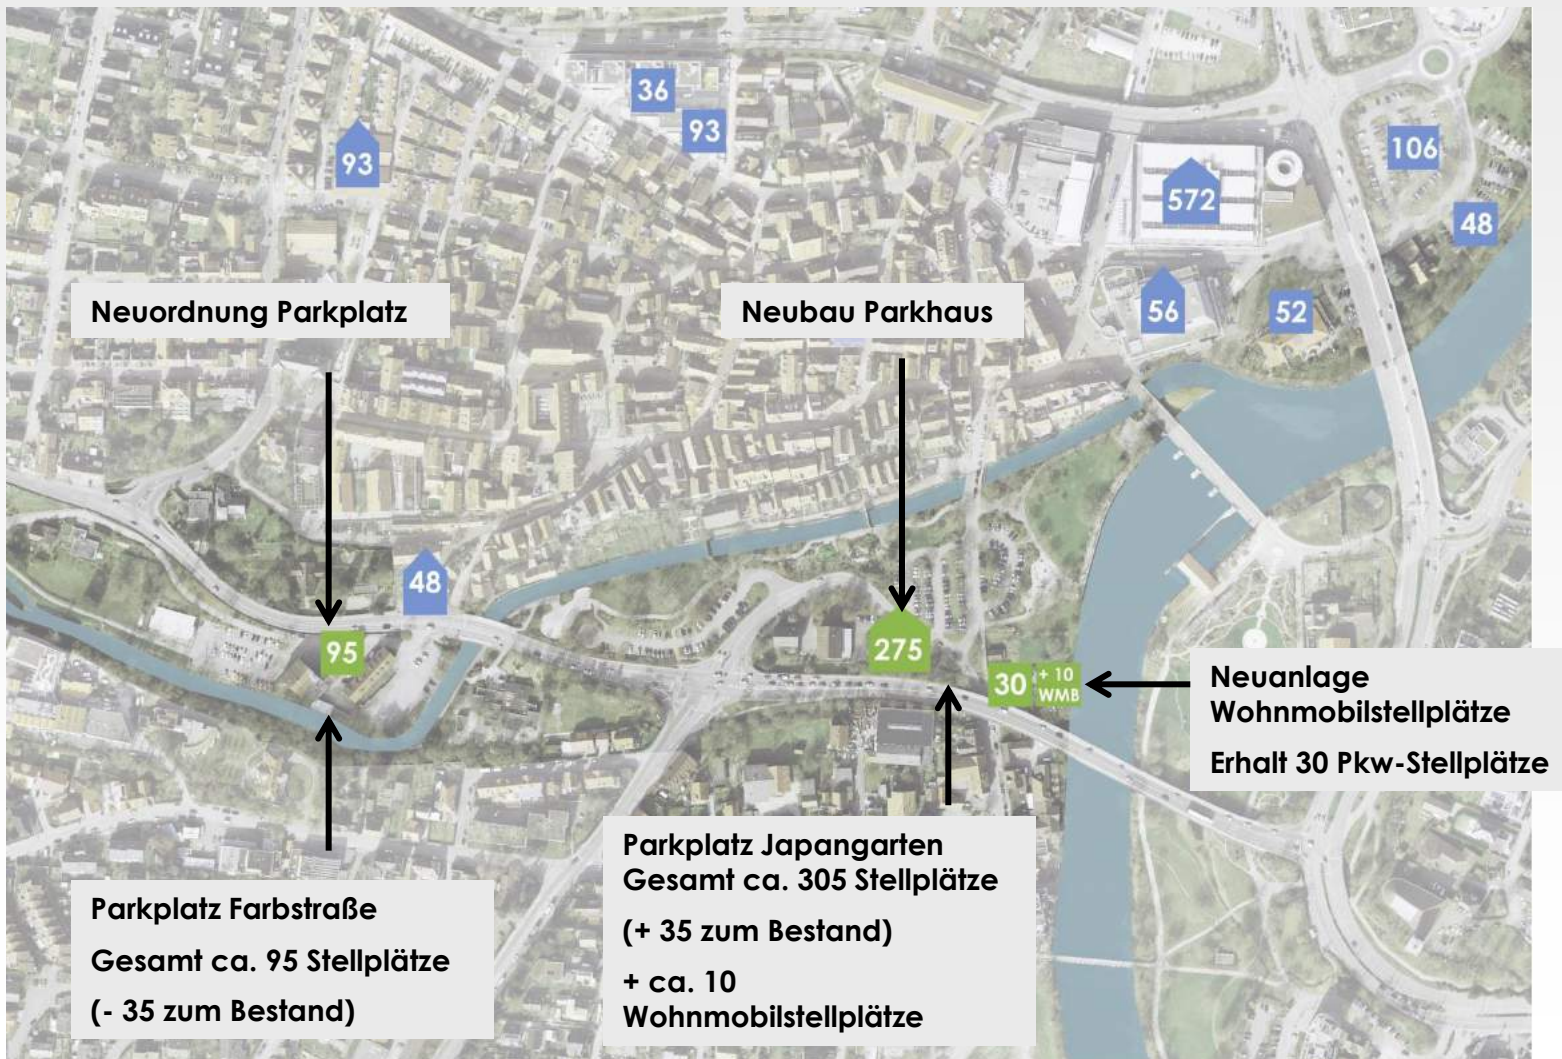 36
93
93
106
572
48
56
52
Neuordnung Parkplatz
Neubau Parkhaus
48
95
275
30
+ 10
WMB
Neuanlage
Wohnmobilstellplätze
Erhalt 30 Pkw-Stellplätze
Parkplatz Farbstraße
Gesamt ca. 95 Stellplätze
(- 35 zum Bestand)
Parkplatz Japangarten
Gesamt ca. 305 Stellplätze
(+ 35 zum Bestand)
+ ca. 10
Wohnmobilstellplätze